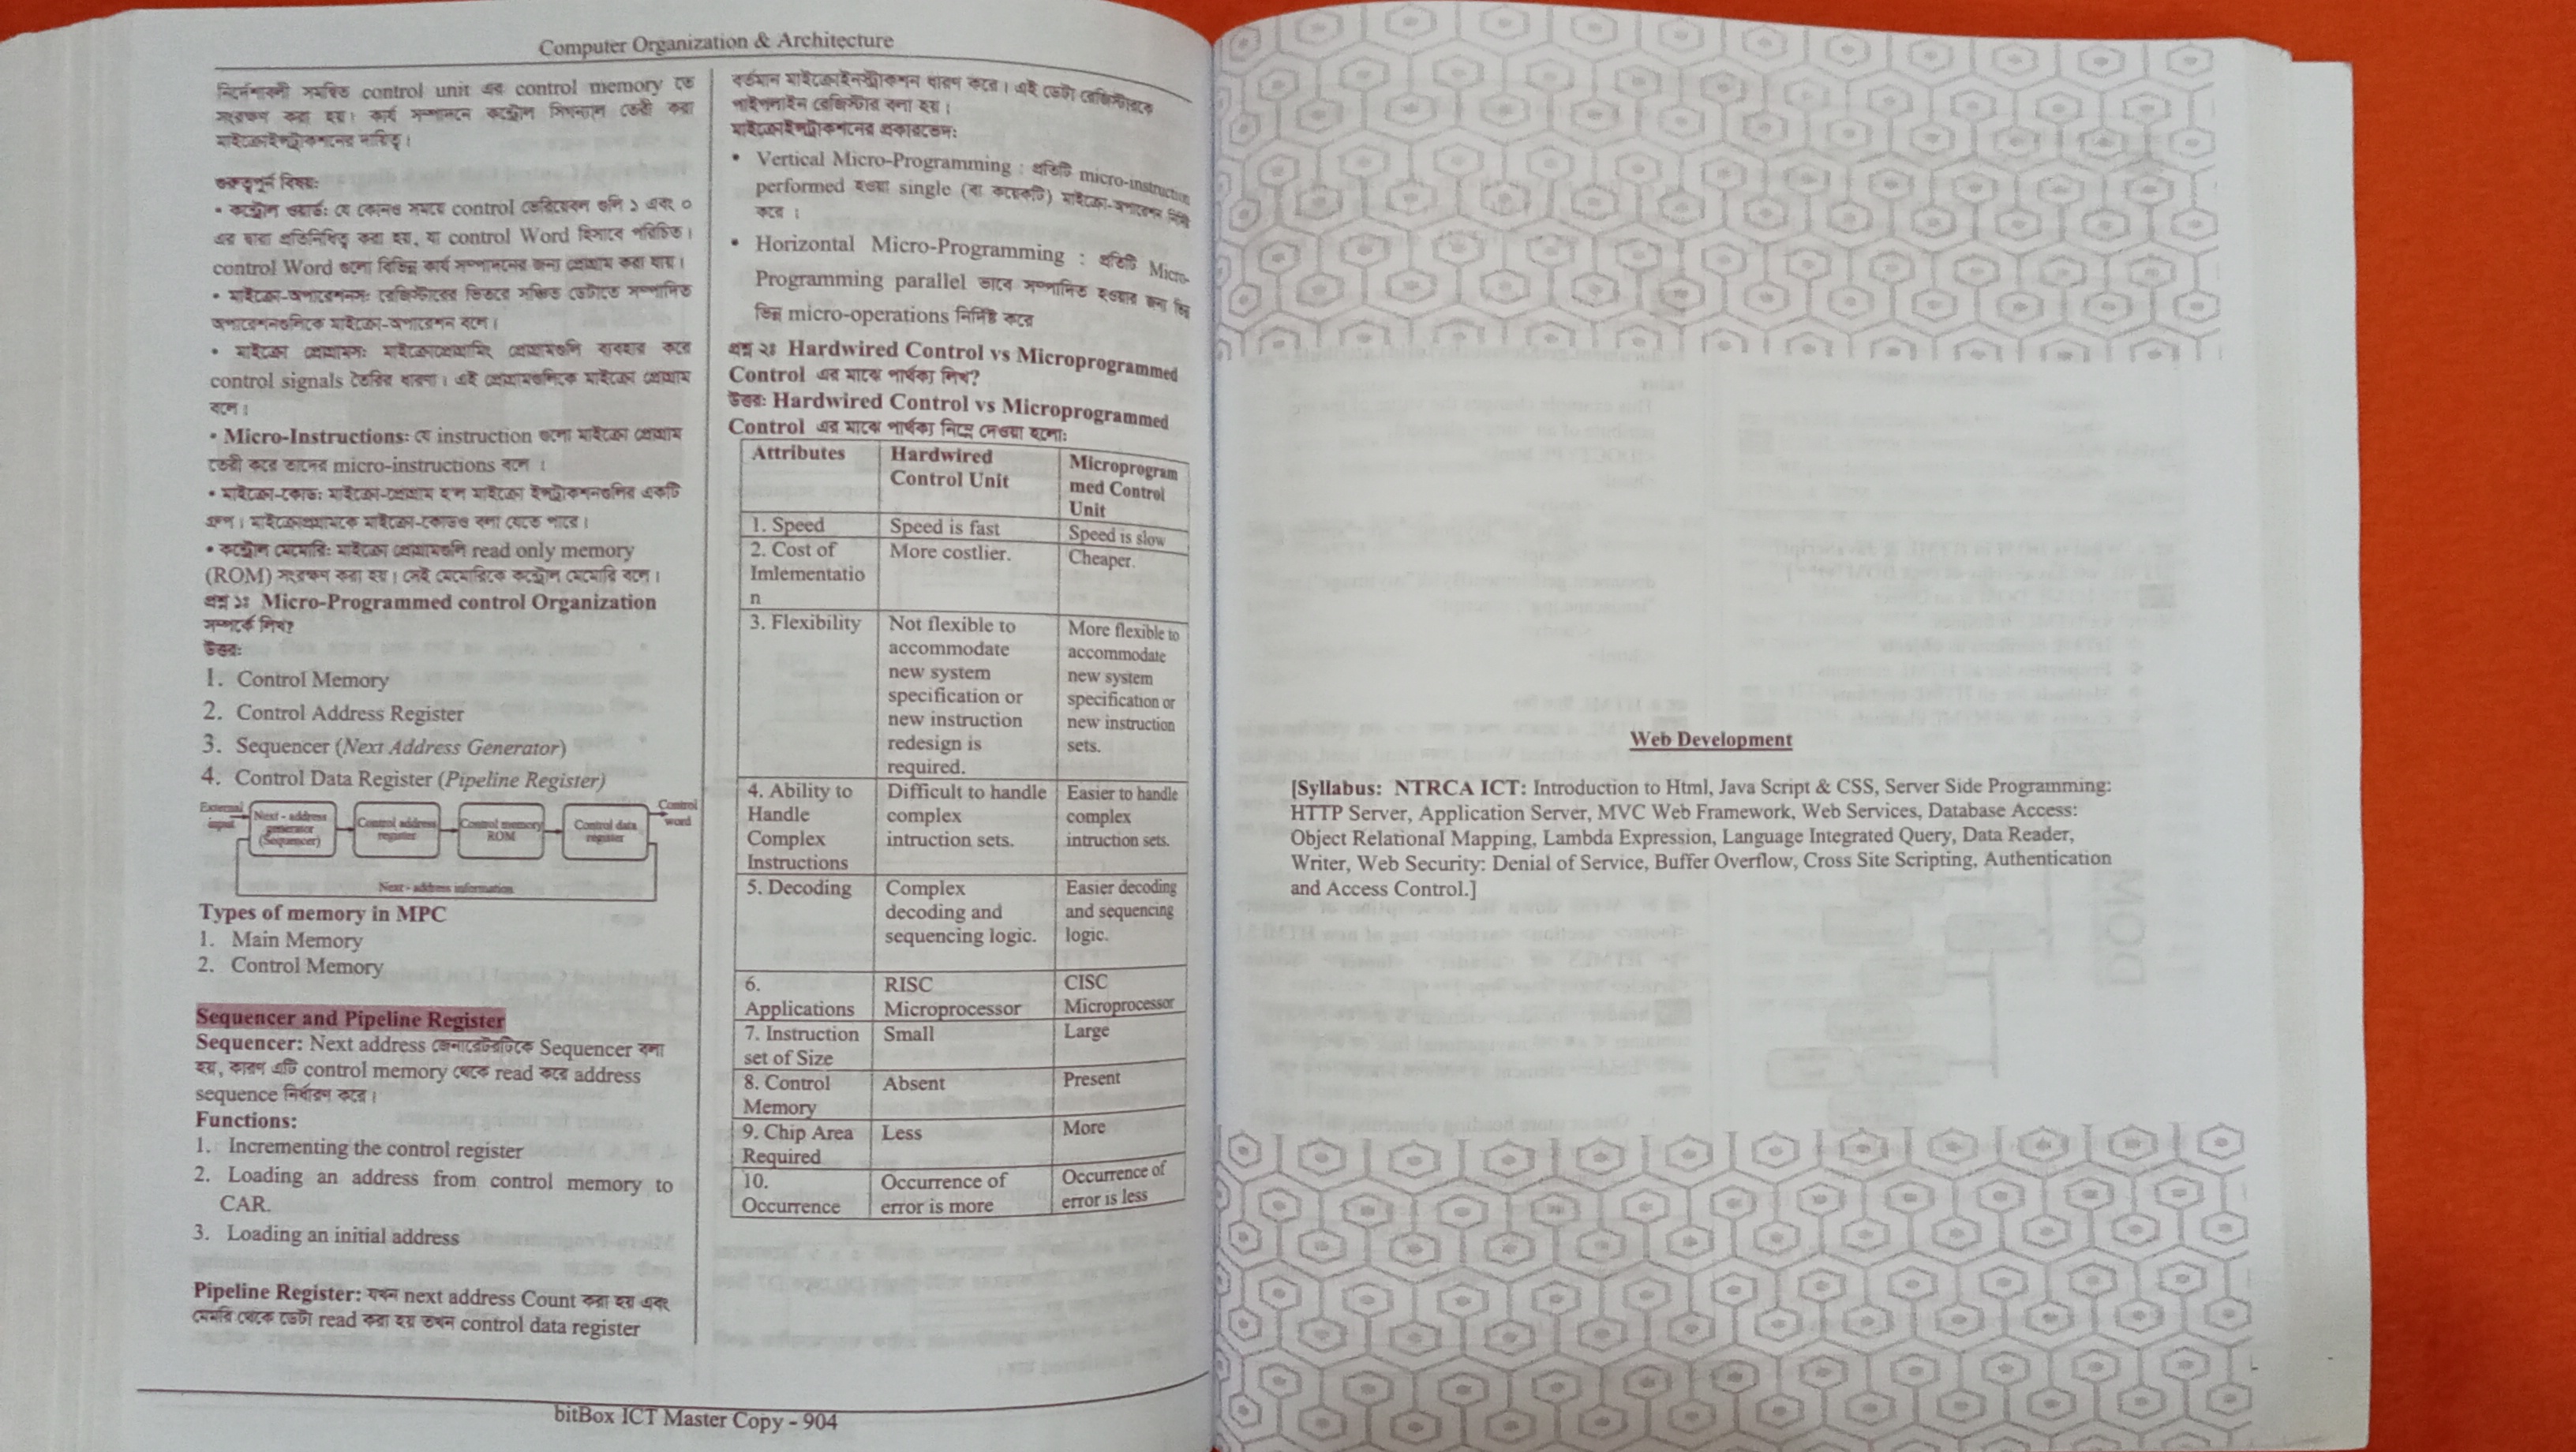 Computer Organization & Architecture
নির্দেশাবলী সমন্বিত control unit এর control memory তে
সংরক্ষণ করা হয়। কার্য সম্পাদনে কন্ট্রোল সিগন্যাল তৈরী করা
মাইক্রোইন্সট্রাকশনের দায়িত্ব।
গুরুত্বপূর্ন বিষয়ঃ
• কন্ট্রোল ওয়ার্ডঃ যে কোনও সময়ে control ভেরিয়েবল গুলি ১ এবং ০
এর দ্বারা প্রতিনিধিত্ব করা হয়, যা control Word হিসাবে পরিচিত।
control Word গুলো বিভিন্ন কার্য সম্পাদনের জন্য প্রোগ্রাম করা যায়।
• মাইক্রো-অপারেশনসঃ রেজিস্টারের ভিতরে সঞ্চিত ডেটাতে সম্পাদিত
অপারেশনগুলিকে মাইক্রো-অপারেশন বলে।
• মাইক্রো প্রোগ্রামসঃ মাইক্রোপ্রোগ্রামিং প্রোগ্রামগুলি ব্যবহার করে
control signals তৈরির ধারণা। এই প্রোগ্রামগুলিকে মাইক্রো প্রোগ্রাম
বলে।
• Micro-Instructions: যে instruction গুলো মাইক্রো প্রোগ্রাম
তৈরী করে তাদের micro-instructions বলে ।
• মাইক্রো-কোডঃ মাইক্রো-প্রোগ্রাম হ'ল মাইক্রো ইন্সট্রাকশনগুলির একটি
গ্রুপ। মাইক্রোপ্রগ্রামকে মাইক্রো-কোডও বলা যেতে পারে।
• কন্ট্রোল মেমোরিঃ মাইক্রো প্রোগ্রামগুলি read only memory
(ROM) সংরক্ষণ করা হয়। সেই মেমোরিকে কন্ট্রোল মেমোরি বলে।
প্রশ্ন ১ঃ Micro-Programmed control Organization
সম্পর্কে লিখ?
উত্তরঃ
1. Control Memory
2. Control Address Register
3. Sequencer (Next Address Generator)
4. Control Data Register (Pipeline Register)
External input
Next - address generator (Sequencer)
Control address register
Control memory ROM
Control data register
Control word
Next - address information
Types of memory in MPC
1. Main Memory
2. Control Memory
Sequencer and Pipeline Register
Sequencer: Next address জেনারেটরটিকে Sequencer বলা
হয়, কারণ এটি control memory থেকে read করে address
sequence নির্ধারণ করে।
Functions:
1. Incrementing the control register
2. Loading an address from control memory to
CAR.
3. Loading an initial address
Pipeline Register: যখন next address Count করা হয় এবং
মেমরি থেকে ডেটা read করা হয় তখন control data register
বর্তমান মাইক্রোইনস্ট্রাকশন ধারণ করে। এই ডেটা রেজিস্টারকে
পাইপলাইন রেজিস্টার বলা হয়।
মাইক্রোইন্সট্রাকশনের প্রকারভেদঃ
• Vertical Micro-Programming : প্রতিটি micro-instruction
performed হওয়া single (বা কয়েকটি) মাইক্রো-অপারেশন
করে ।
• Horizontal Micro-Programming : প্রতিটি Micro-
Programming parallel ভাবে সম্পাদিত হওয়ার জন্য ভিন্ন
ভিন্ন micro-operations নির্দিষ্ট করে
প্রশ্ন ২ঃ Hardwired Control vs Microprogrammed
Control এর মাঝে পার্থক্য লিখ?
উত্তরঃ Hardwired Control vs Microprogrammed
Control এর মাঝে পার্থক্য নিম্নে দেওয়া হলোঃ
Attributes Hardwired Control Unit Microprogram med Control Unit
1. Speed Speed is fast Speed is slow
2. Cost of Imlementatio n More costlier. Cheaper.
3. Flexibility Not flexible to accommodate new system specification or new instruction redesign is required. More flexible to accommodate new system specification or new instruction sets.
4. Ability to Handle Complex Instructions Difficult to handle complex intruction sets. Easier to handle complex intruction sets.
5. Decoding Complex decoding and sequencing logic. Easier decoding and sequencing logic.
6. Applications RISC Microprocessor CISC Microprocessor
7. Instruction set of Size Small Large
8. Control Memory Absent Present
9. Chip Area Required Less More
10. Occurrence Occurrence of error is more Occurrence of error is less
bitBox ICT Master Copy - 904
Web Development
[Syllabus: NTRCA ICT: Introduction to Html, Java Script & CSS, Server Side Programming:
HTTP Server, Application Server, MVC Web Framework, Web Services, Database Access:
Object Relational Mapping, Lambda Expression, Language Integrated Query, Data Reader,
Writer, Web Security: Denial of Service, Buffer Overflow, Cross Site Scripting, Authentication
and Access Control.]